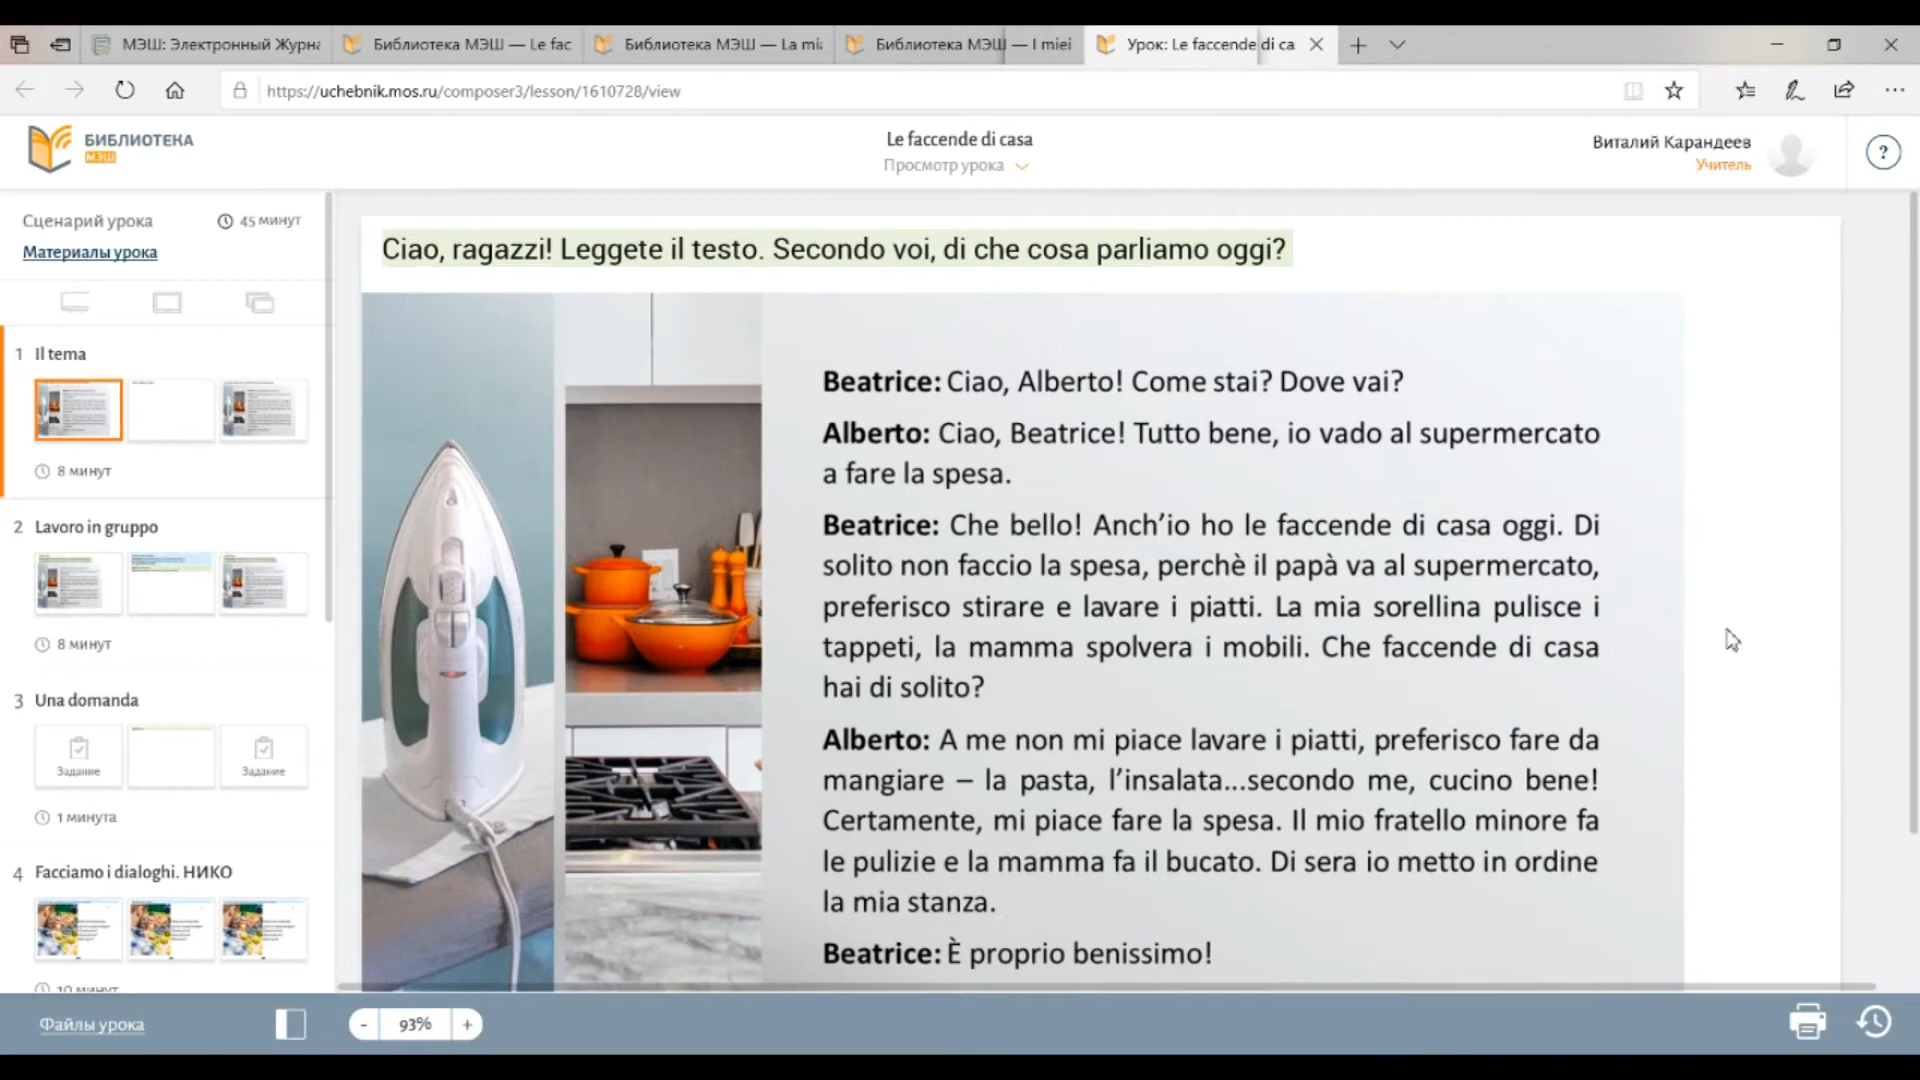 МЭШ: Электронный Журна
Библиотека МЭШ — Le fac
Библиотека МЭШ — La mia
Библиотека МЭШ — I miei
Урок: Le faccende di ca
https://uchebnik.mos.ru/composer3/lesson/1610728/view
БИБЛИОТЕКА
МЭШ
Le faccende di casa
Просмотр урока
Виталий Карандеев
Учитель
?
Сценарий урока
45 минут
Материалы урока
1 Il tema
8 минут
2 Lavoro in gruppo
8 минут
3 Una domanda
Задание
Задание
1 минута
4 Facciamo i dialoghi. НИКО
10 минут
Ciao, ragazzi! Leggete il testo. Secondo voi, di che cosa parliamo oggi?
Beatrice: Ciao, Alberto! Come stai? Dove vai?
Alberto: Ciao, Beatrice! Tutto bene, io vado al supermercato
a fare la spesa.
Beatrice: Che bello! Anch’io ho le faccende di casa oggi. Di
solito non faccio la spesa, perchè il papà va al supermercato,
preferisco stirare e lavare i piatti. La mia sorellina pulisce i
tappeti, la mamma spolvera i mobili. Che faccende di casa
hai di solito?
Alberto: A me non mi piace lavare i piatti, preferisco fare da
mangiare – la pasta, l’insalata...secondo me, cucino bene!
Certamente, mi piace fare la spesa. Il mio fratello minore fa
le pulizie e la mamma fa il bucato. Di sera io metto in ordine
la mia stanza.
Beatrice: È proprio benissimo!
Файлы урока
- 93% +